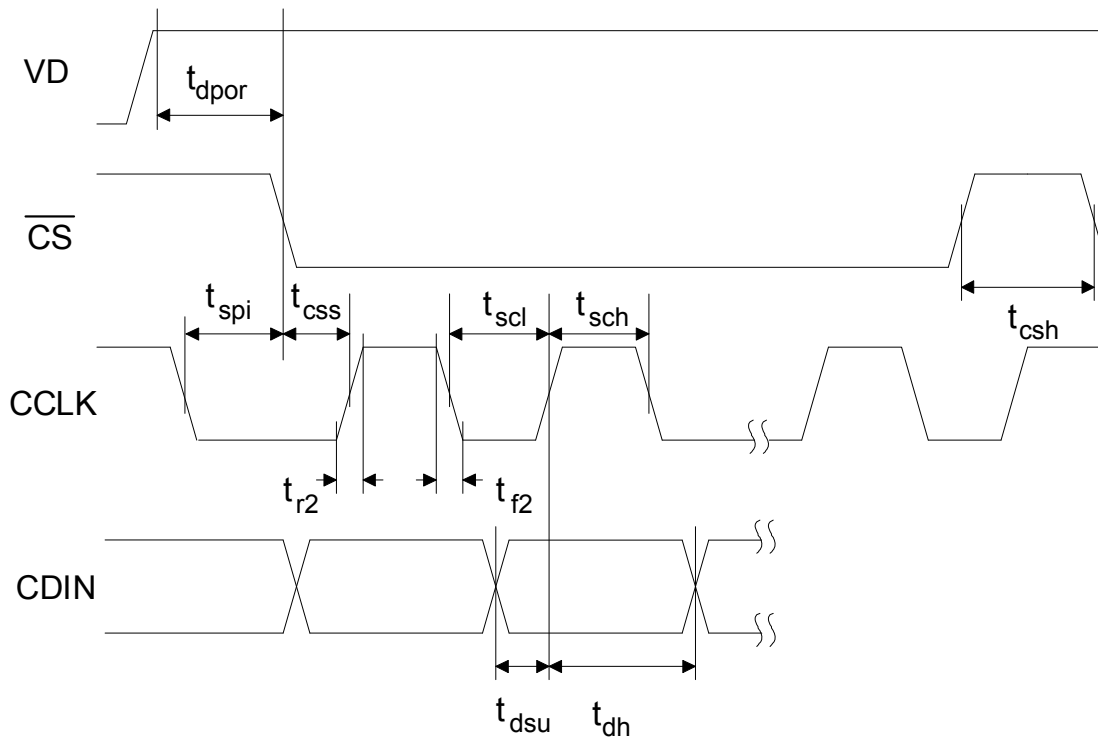 VD
t_dpor
CS
t_spi
t_css
t_scl
t_sch
t_csh
CCLK
t_r2
t_f2
CDIN
t_dsu
t_dh